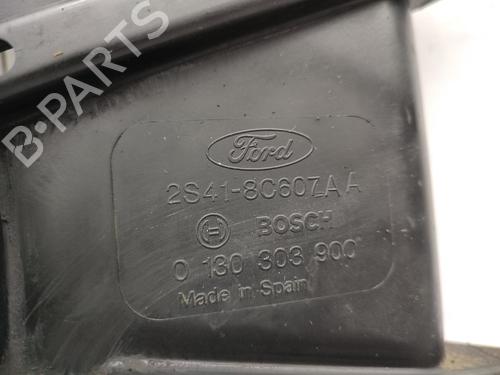 B-PARTS
Ford
2S41-8C607AA
BOSCH
0 130 303 900
Made in Spain